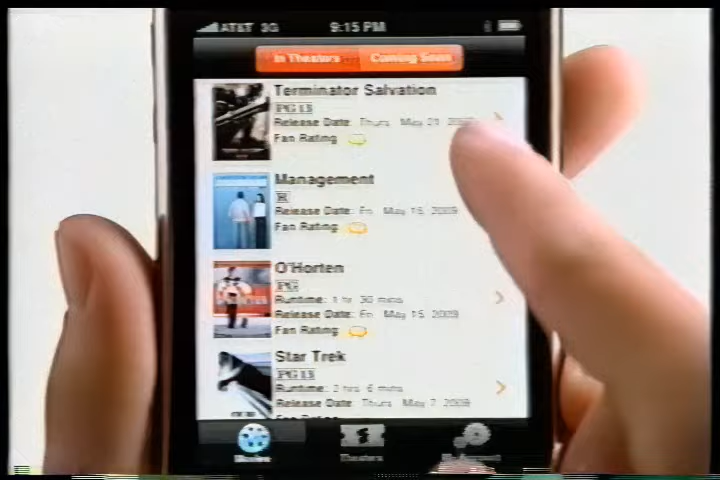 AT&T 3G 9:15 PM
In Theaters Coming Soon
Terminator Salvation
PG 13
Release Date: Thurs May 21, 2009
Fan Rating
Management
R
Release Date: Fri May 15, 2009
Fan Rating
O'Horten
PG
Runtime: 1 hr 30 mins
Release Date: Fri May 15, 2009
Fan Rating
Star Trek
PG 13
Runtime: 2 hrs 6 mins
Release Date: Thurs May 7, 2009
Fan Rating
Movies Theaters